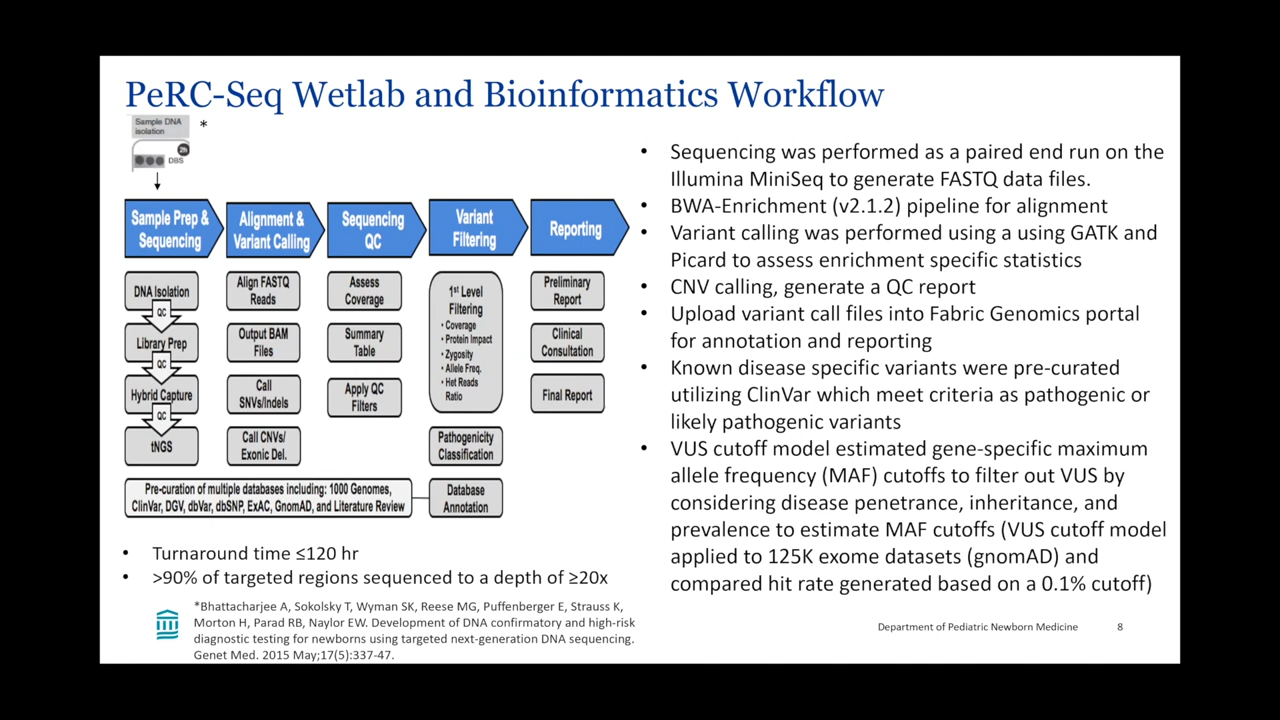 PeRC-Seq Wetlab and Bioinformatics Workflow
Sample DNA
isolation
*
DBS
Sample Prep &
Sequencing
Alignment &
Variant Calling
Sequencing
QC
Variant
Filtering
Reporting
DNA Isolation
QC
Library Prep
QC
Hybrid Capture
QC
tNGS
Align FASTQ
Reads
Output BAM
Files
Call
SNVs/Indels
Call CNVs/
Exonic Del.
Assess
Coverage
Summary
Table
Apply QC
Filters
1st Level
Filtering
• Coverage
• Protein Impact
• Zygosity
• Allele Freq.
• Het Reads
Ratio
Pathogenicity
Classification
Database
Annotation
Preliminary
Report
Clinical
Consultation
Final Report
Pre-curation of multiple databases including: 1000 Genomes,
ClinVar, DGV, dbVar, dbSNP, ExAC, GnomAD, and Literature Review
• Turnaround time ≤120 hr
• >90% of targeted regions sequenced to a depth of ≥20x
*Bhattacharjee A, Sokolsky T, Wyman SK, Reese MG, Puffenberger E, Strauss K,
Morton H, Parad RB, Naylor EW. Development of DNA confirmatory and high-risk
diagnostic testing for newborns using targeted next-generation DNA sequencing.
Genet Med. 2015 May;17(5):337-47.
• Sequencing was performed as a paired end run on the
Illumina MiniSeq to generate FASTQ data files.
• BWA-Enrichment (v2.1.2) pipeline for alignment
• Variant calling was performed using a using GATK and
Picard to assess enrichment specific statistics
• CNV calling, generate a QC report
• Upload variant call files into Fabric Genomics portal
for annotation and reporting
• Known disease specific variants were pre-curated
utilizing ClinVar which meet criteria as pathogenic or
likely pathogenic variants
• VUS cutoff model estimated gene-specific maximum
allele frequency (MAF) cutoffs to filter out VUS by
considering disease penetrance, inheritance, and
prevalence to estimate MAF cutoffs (VUS cutoff model
applied to 125K exome datasets (gnomAD) and
compared hit rate generated based on a 0.1% cutoff)
Department of Pediatric Newborn Medicine
8